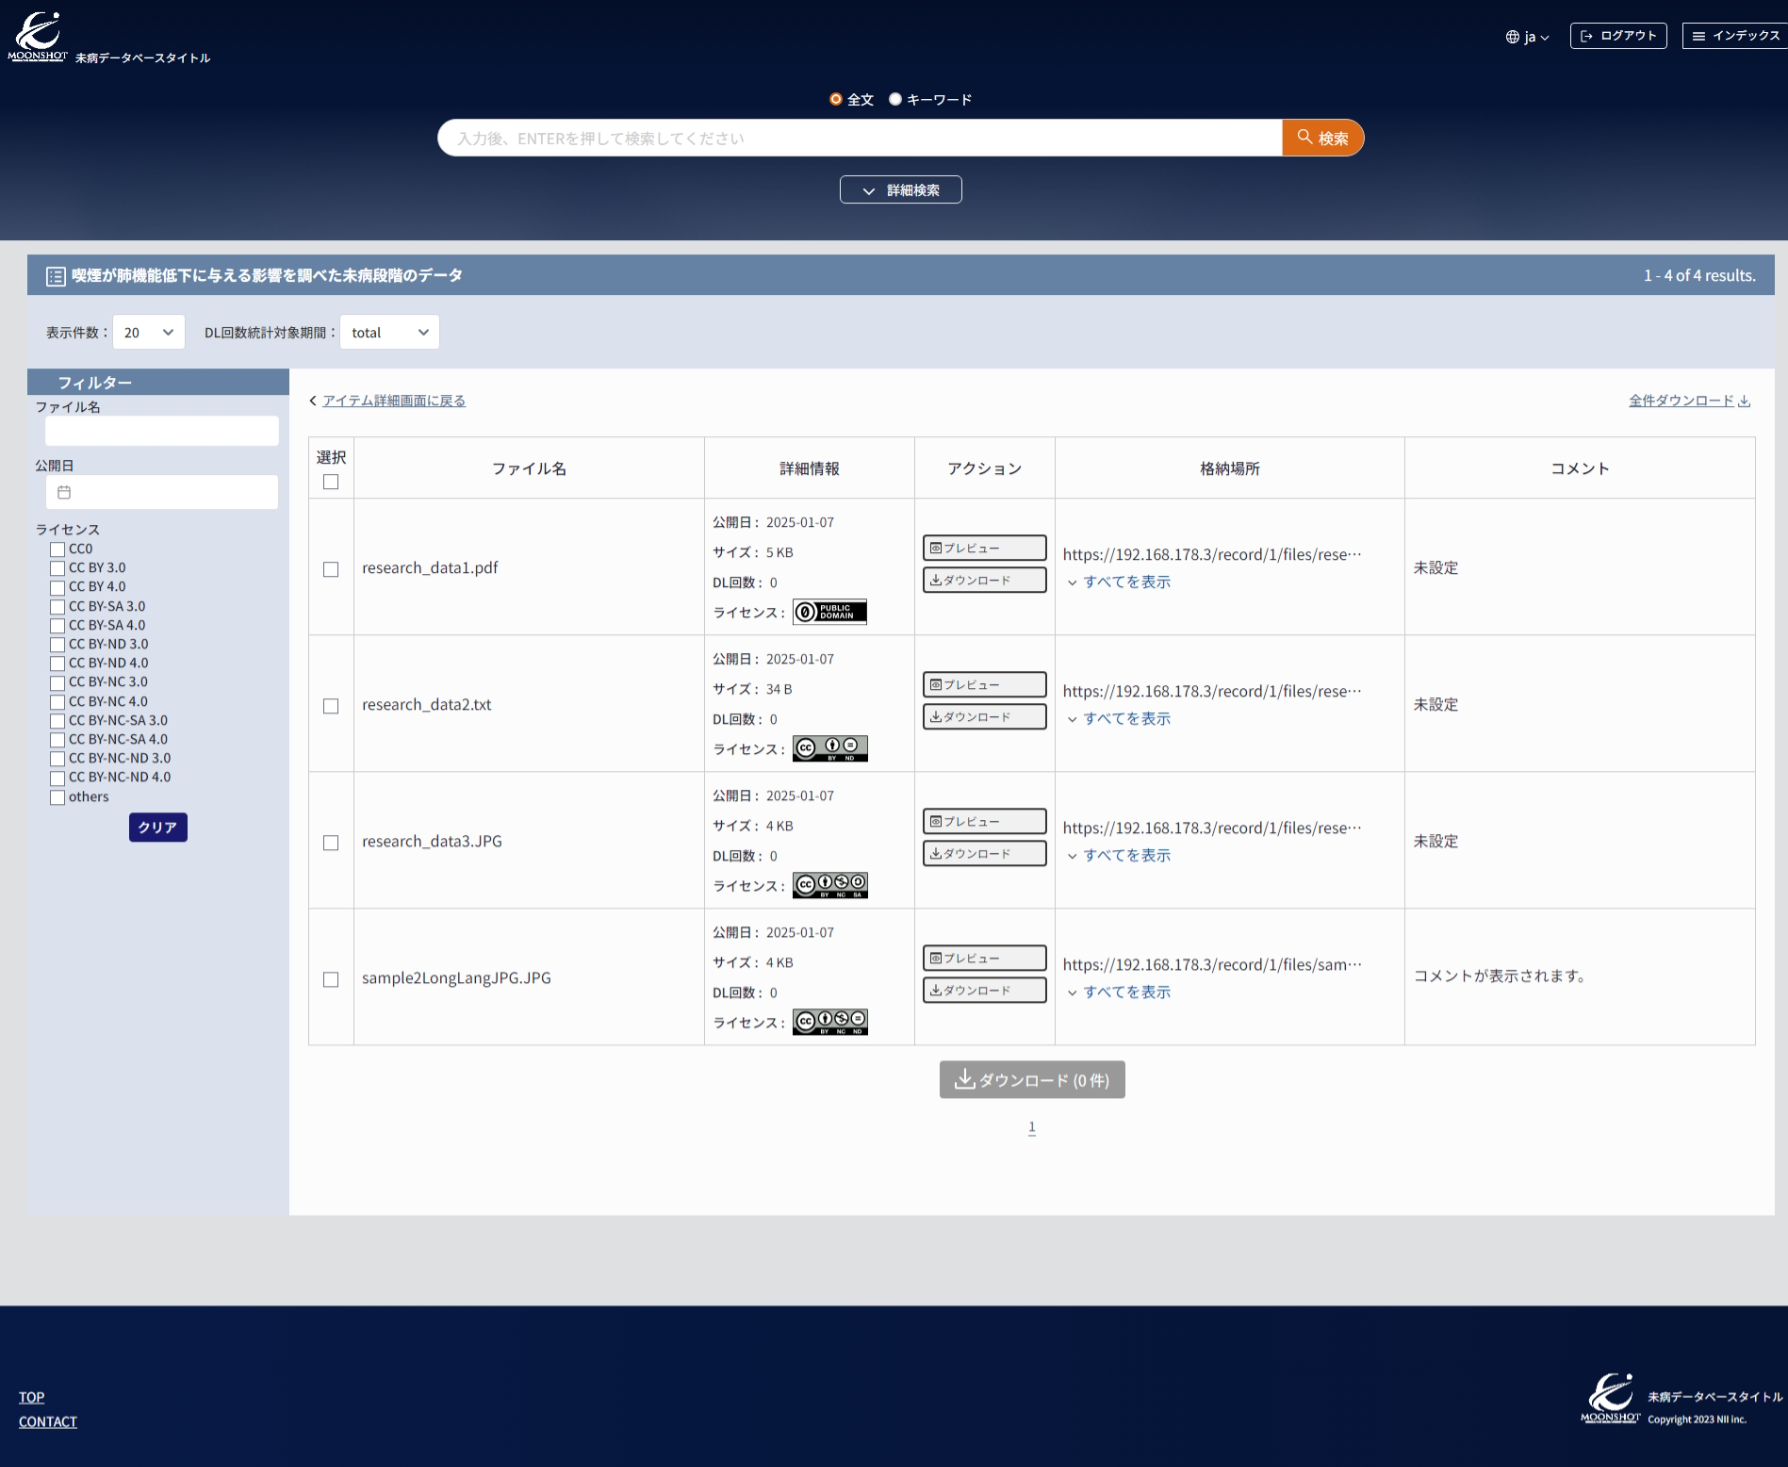 MOONSHOT 未病データベースタイトル
ja
ログアウト
インデックス
全文 キーワード
入力後、ENTERを押して検索してください
検索
詳細検索
喫煙が肺機能低下に与える影響を調べた未病段階のデータ
1 - 4 of 4 results.
表示件数： 20 DL回数統計対象期間： total
フィルター
ファイル名
公開日
ライセンス
CC0
CC BY 3.0
CC BY 4.0
CC BY-SA 3.0
CC BY-SA 4.0
CC BY-ND 3.0
CC BY-ND 4.0
CC BY-NC 3.0
CC BY-NC 4.0
CC BY-NC-SA 3.0
CC BY-NC-SA 4.0
CC BY-NC-ND 3.0
CC BY-NC-ND 4.0
others
クリア
アイテム詳細画面に戻る
全件ダウンロード
選択 ファイル名 詳細情報 アクション 格納場所 コメント
research_data1.pdf
公開日： 2025-01-07
サイズ： 5 KB
DL回数： 0
ライセンス： PUBLIC DOMAIN
プレビュー
ダウンロード
https://192.168.178.3/record/1/files/rese…
すべてを表示
未設定
research_data2.txt
公開日： 2025-01-07
サイズ： 34 B
DL回数： 0
ライセンス： CC BY ND
プレビュー
ダウンロード
https://192.168.178.3/record/1/files/rese…
すべてを表示
未設定
research_data3.JPG
公開日： 2025-01-07
サイズ： 4 KB
DL回数： 0
ライセンス： CC BY NC SA
プレビュー
ダウンロード
https://192.168.178.3/record/1/files/rese…
すべてを表示
未設定
sample2LongLangJPG.JPG
公開日： 2025-01-07
サイズ： 4 KB
DL回数： 0
ライセンス： CC BY NC ND
プレビュー
ダウンロード
https://192.168.178.3/record/1/files/sam…
すべてを表示
コメントが表示されます。
ダウンロード (0 件)
1
TOP
CONTACT
MOONSHOT 未病データベースタイトル
Copyright 2023 NII inc.